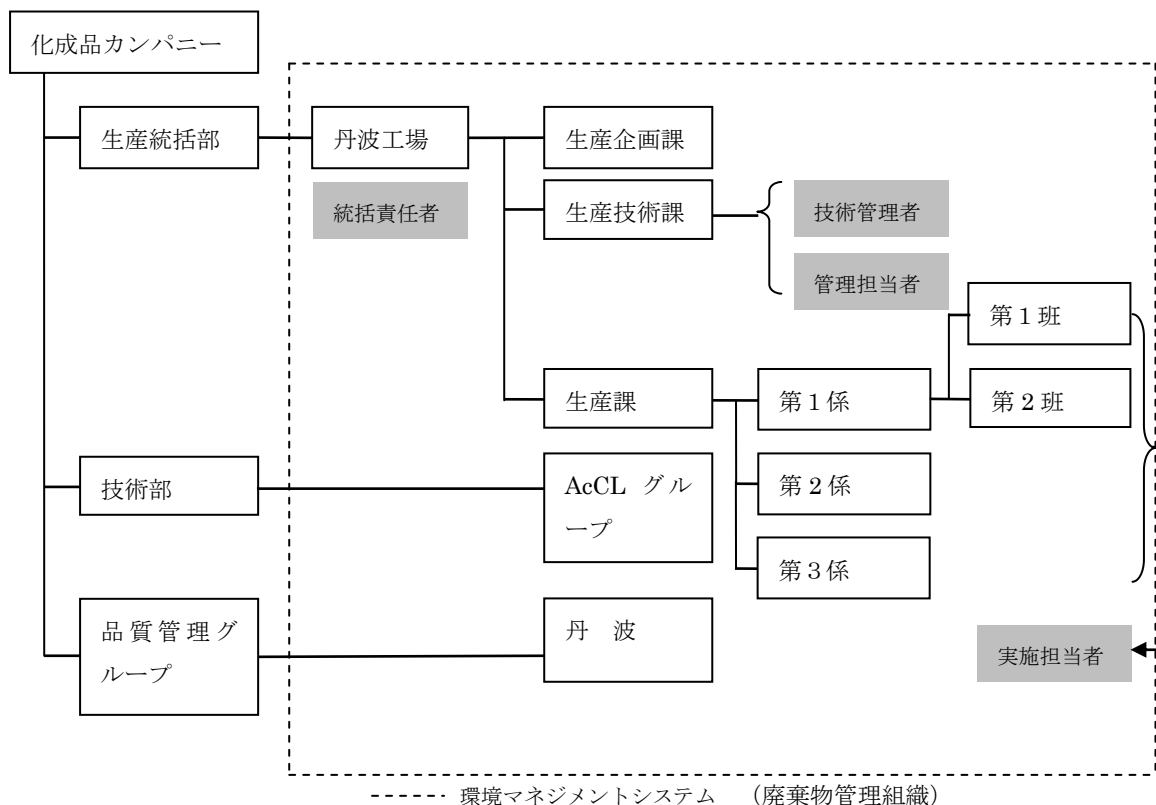 化成品カンパニー
生産統括部
丹波工場
生産企画課
統括責任者
生産技術課
技術管理者
管理担当者
第１班
生産課
第１係
第２班
技術部
AcCL グル
ープ
第２係
第３係
品質管理グ
ループ
丹　波
実施担当者
環境マネジメントシステム　（廃棄物管理組織）